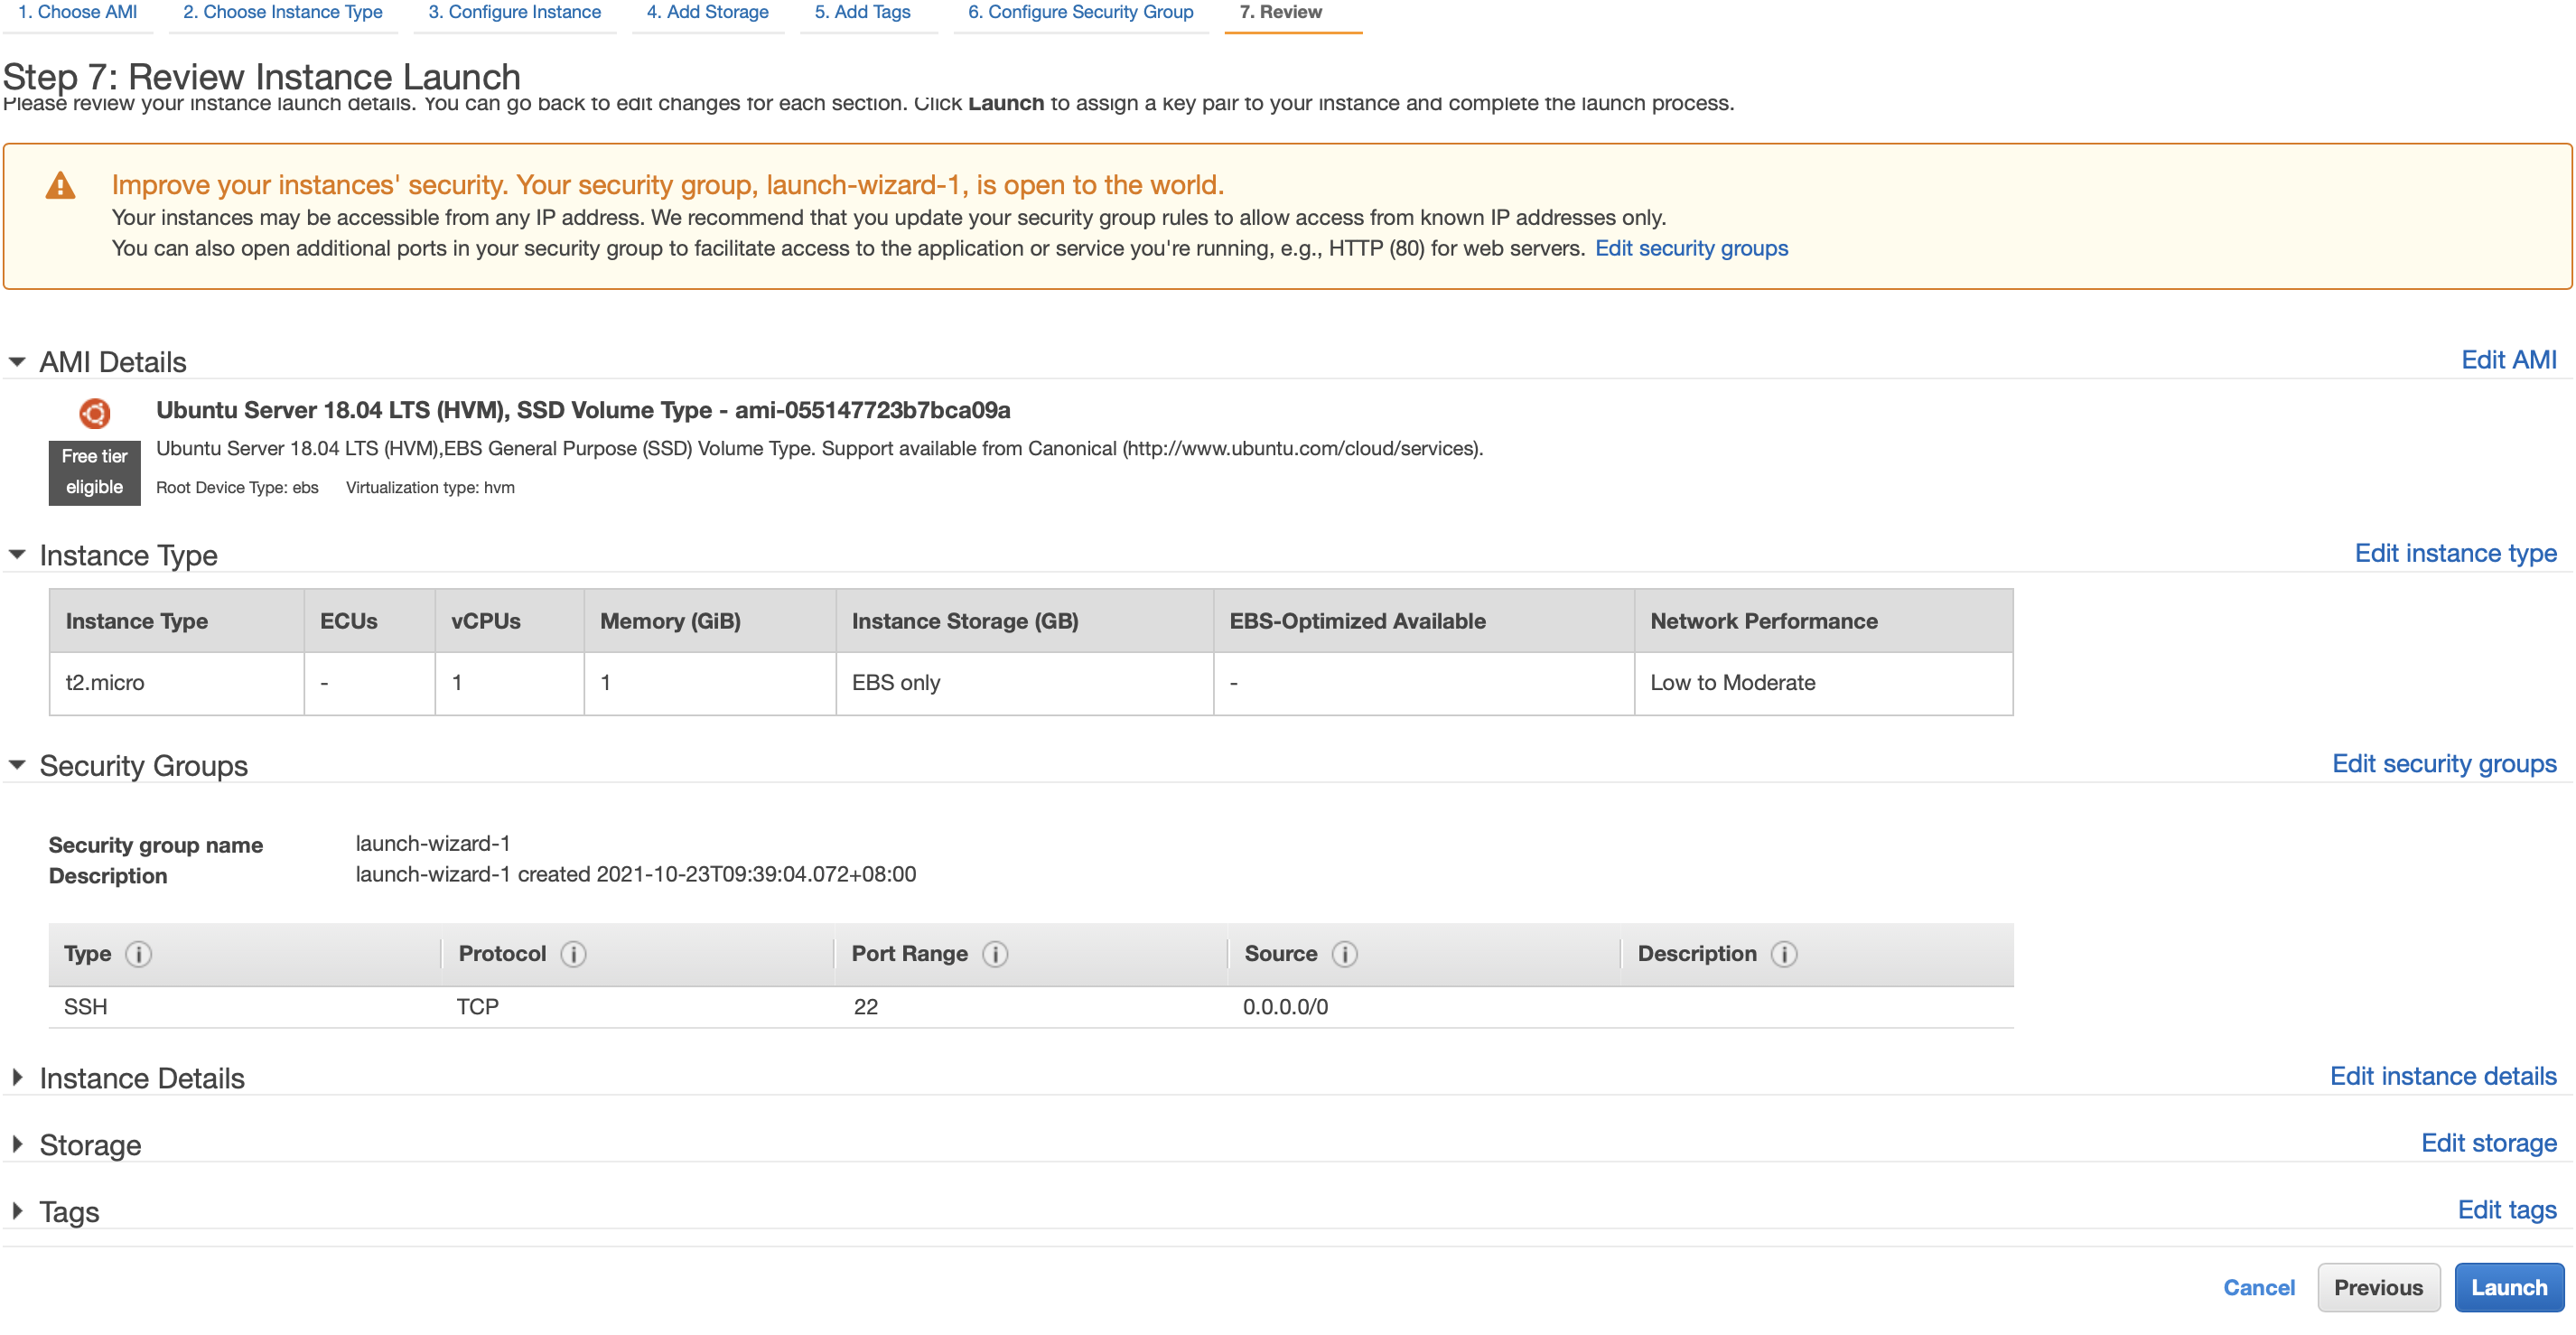 1. Choose AMI 2. Choose Instance Type 3. Configure Instance 4. Add Storage 5. Add Tags 6. Configure Security Group 7. Review
Step 7: Review Instance Launch
Please review your instance launch details. You can go back to edit changes for each section. Click Launch to assign a key pair to your instance and complete the launch process.
Improve your instances' security. Your security group, launch-wizard-1, is open to the world.
Your instances may be accessible from any IP address. We recommend that you update your security group rules to allow access from known IP addresses only.
You can also open additional ports in your security group to facilitate access to the application or service you're running, e.g., HTTP (80) for web servers. Edit security groups
AMI Details Edit AMI
Ubuntu Server 18.04 LTS (HVM), SSD Volume Type - ami-055147723b7bca09a
Free tier
eligible
Ubuntu Server 18.04 LTS (HVM),EBS General Purpose (SSD) Volume Type. Support available from Canonical (http://www.ubuntu.com/cloud/services).
Root Device Type: ebs Virtualization type: hvm
Instance Type Edit instance type
Instance Type ECUs vCPUs Memory (GiB) Instance Storage (GB) EBS-Optimized Available Network Performance
t2.micro - 1 1 EBS only - Low to Moderate
Security Groups Edit security groups
Security group name launch-wizard-1
Description launch-wizard-1 created 2021-10-23T09:39:04.072+08:00
Type Protocol Port Range Source Description
SSH TCP 22 0.0.0.0/0
Instance Details Edit instance details
Storage Edit storage
Tags Edit tags
Cancel Previous Launch